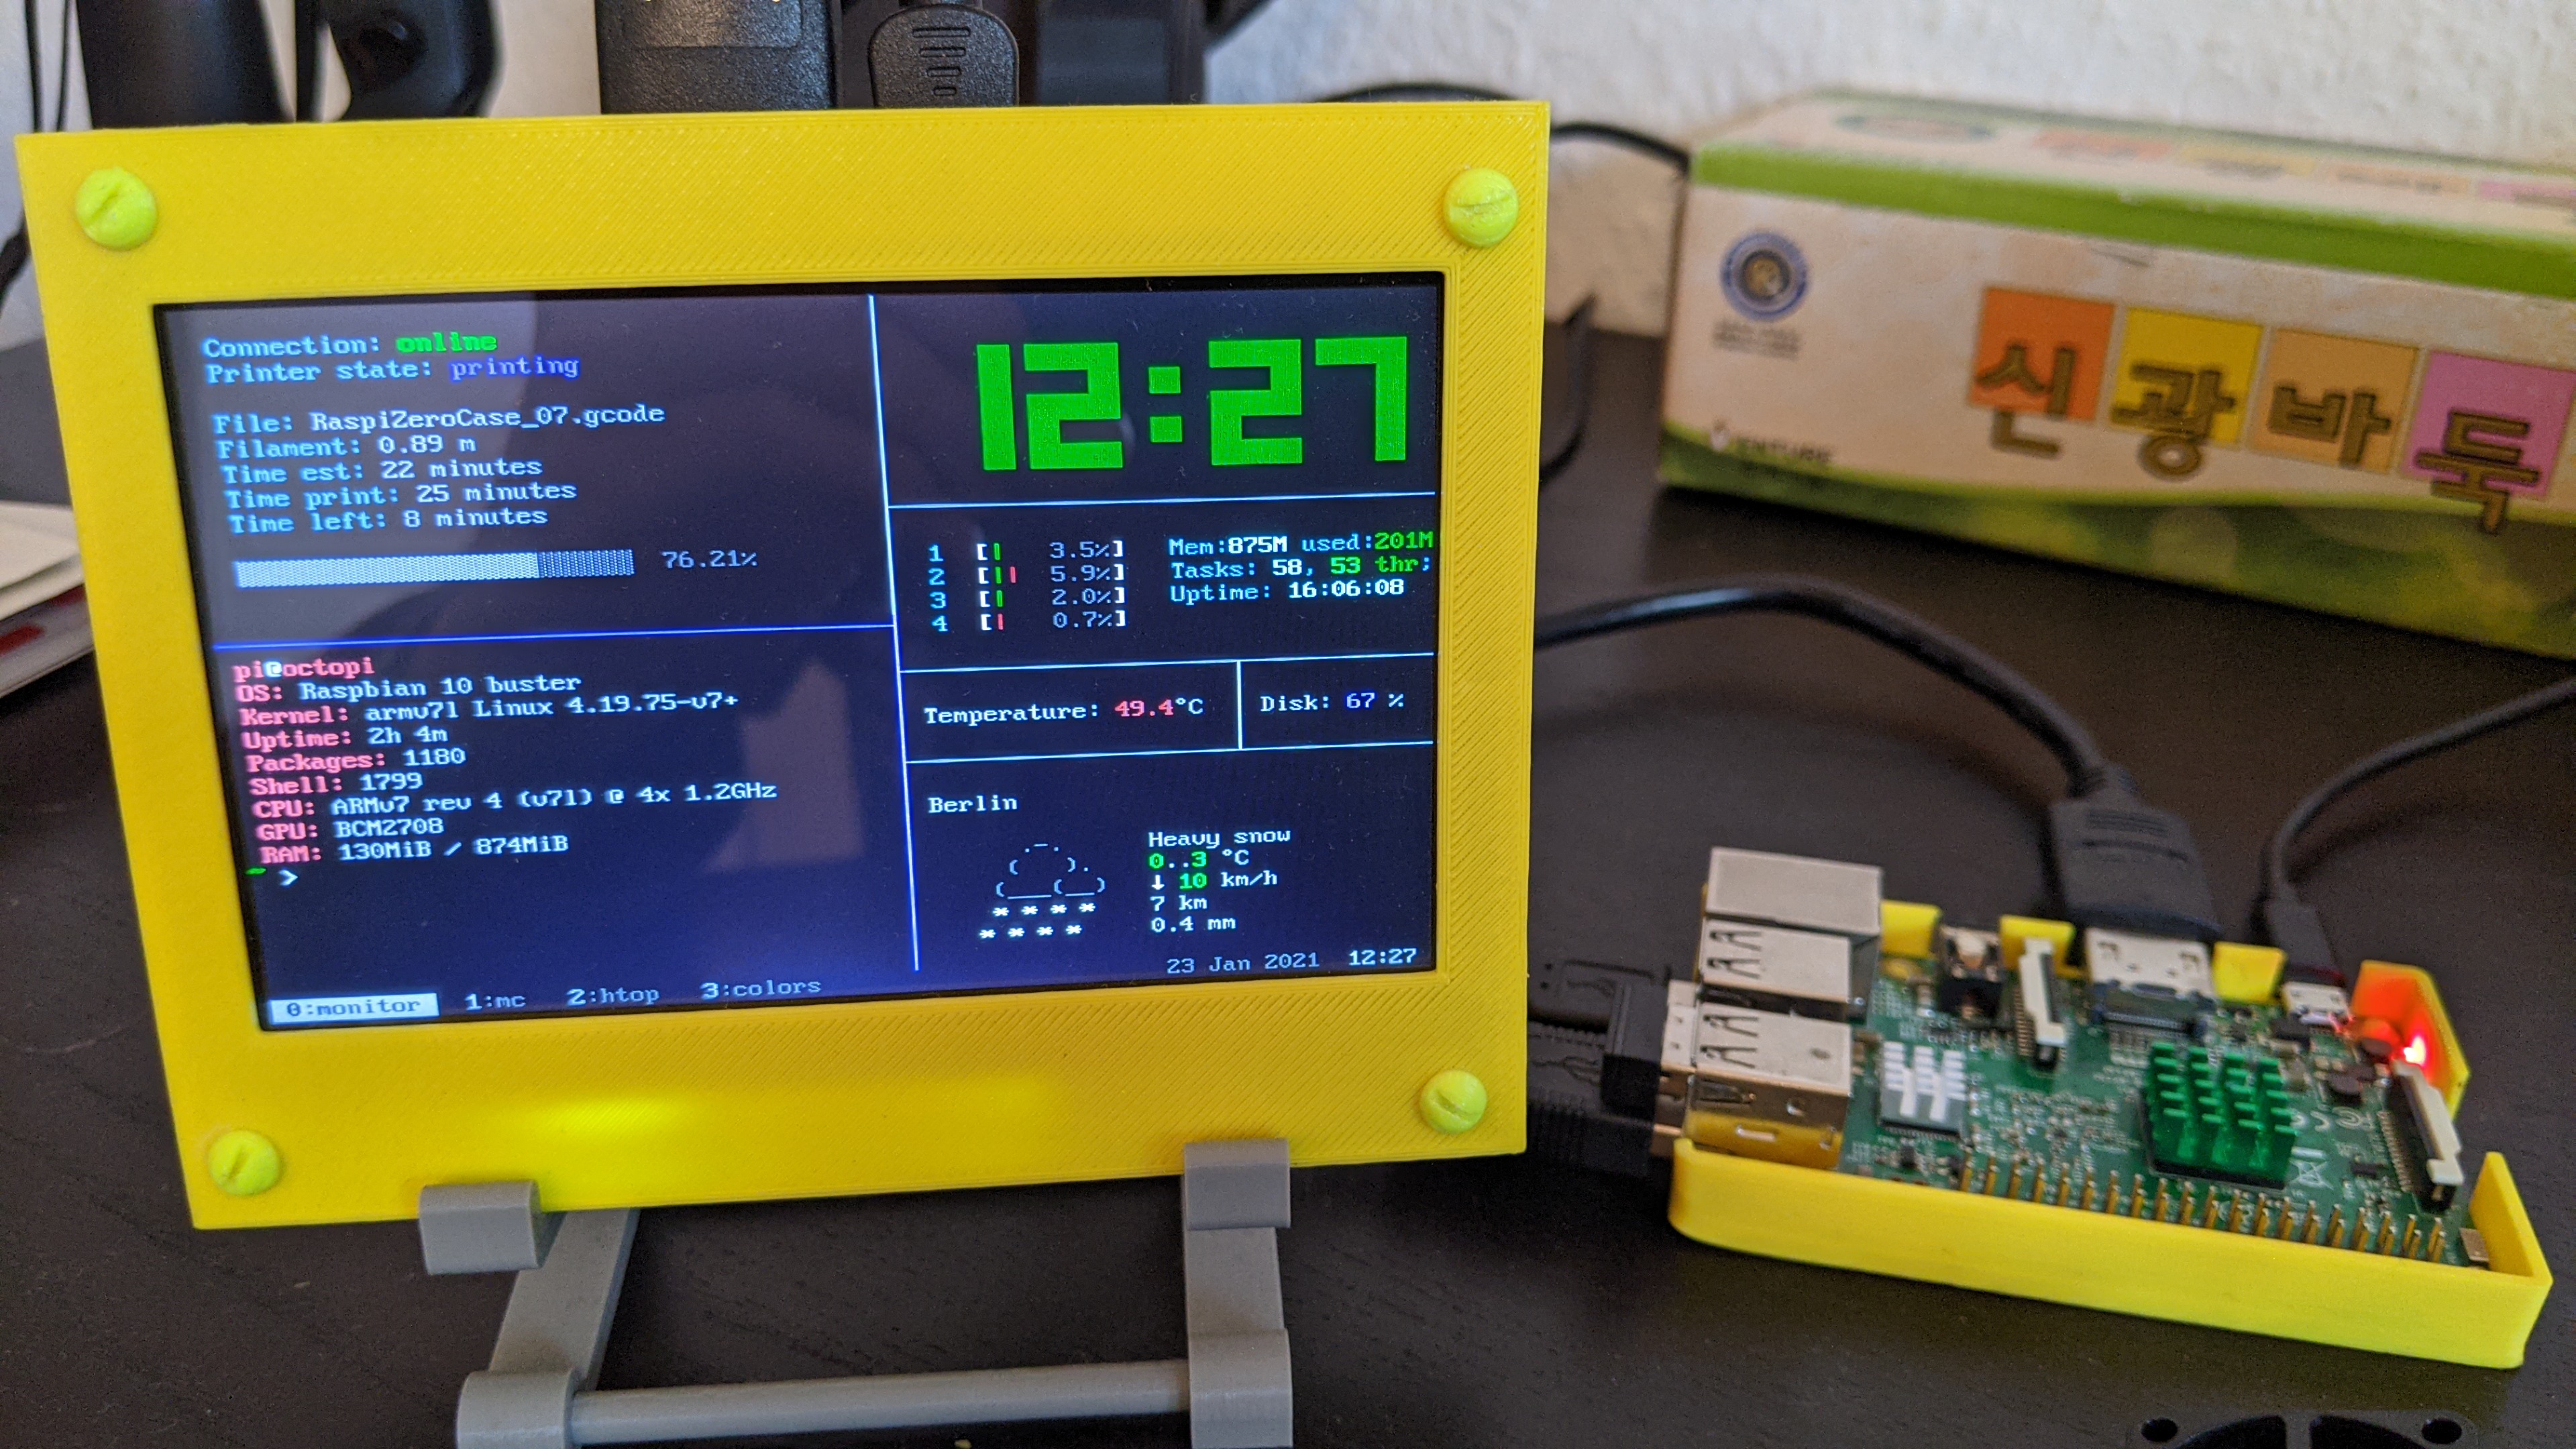 Connection: online
Printer state: printing
File: RaspiZeroCase_07.gcode
Filament: 0.89 m
Time est: 22 minutes
Time print: 25 minutes
Time left: 8 minutes
76.21%
pi@octopi
OS: Raspbian 10 buster
Kernel: armv7l Linux 4.19.75-v7+
Uptime: 2h 4m
Packages: 1180
Shell: 1799
CPU: ARMv7 rev 4 (v7l) @ 4x 1.2GHz
GPU: BCM2708
RAM: 130MiB / 874MiB
>
12:27
1 [| 3.5%]
2 [|| 5.9%]
3 [| 2.0%]
4 [| 0.7%]
Mem:875M used:201M
Tasks: 58, 53 thr;
Uptime: 16:06:08
Temperature: 49.4°C
Disk: 67 %
Berlin
Heavy snow
0..3 °C
↓ 10 km/h
7 km
0.4 mm
23 Jan 2021 12:27
0:monitor 1:mc 2:htop 3:colors
신광바둑
VENTURE